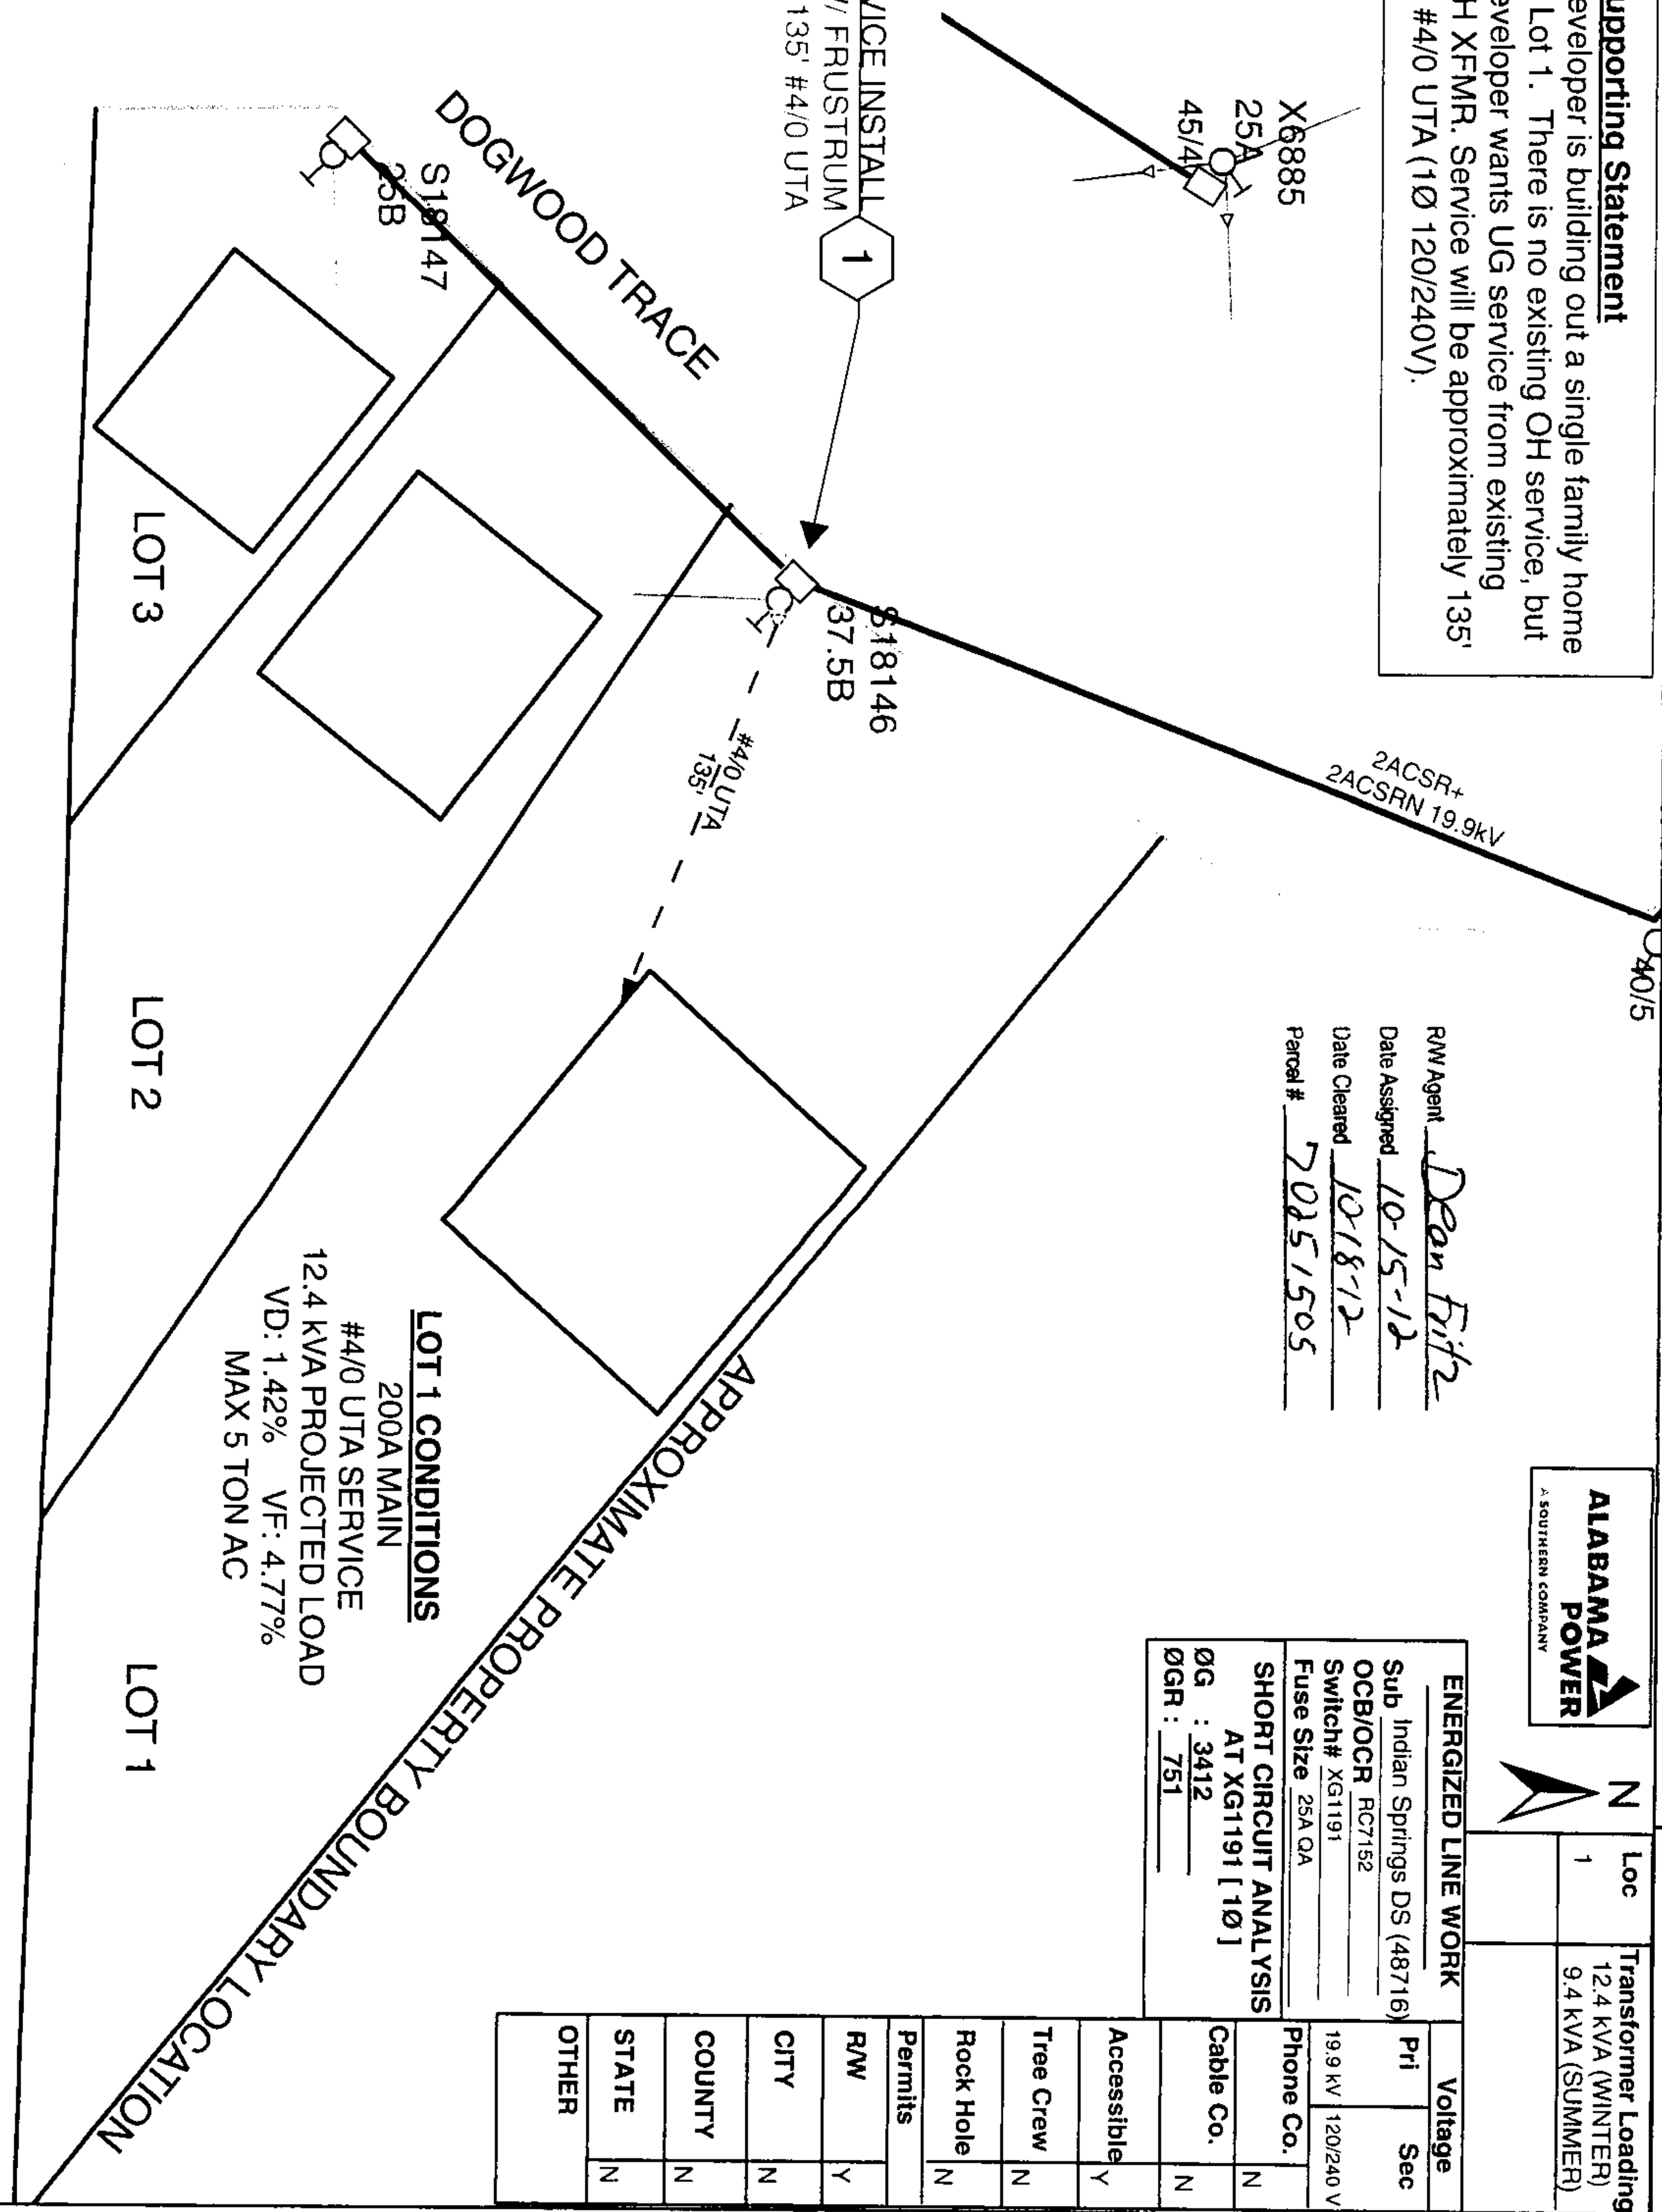 upporting Statement
eveloper is building out a single family home
Lot 1. There is no existing OH service, but
eveloper wants UG service from existing
H XFMR. Service will be approximately 135'
#4/0 UTA (1Ø 120/240V).
X6885
25A
45/4
VICE INSTALL
// FRUSTRUM
135' #4/0 UTA
1
DOGWOOD TRACE
S18147
25B
S18146
37.5B
#4/0 UTA
135'
2ACSR+
2ACSRN 19.9kV
40/5
LOT 3
LOT 2
LOT 1
R/W Agent Dean Fritz
Date Assigned 10-15-12
Date Cleared 10-18-12
Parcel # 70251505
LOT 1 CONDITIONS
200A MAIN
#4/0 UTA SERVICE
12.4 kVA PROJECTED LOAD
VD: 1.42% VF: 4.77%
MAX 5 TON AC
APPROXIMATE PROPERTY BOUNDARY LOCATION
ALABAMA
POWER
A SOUTHERN COMPANY
N
Loc Transformer Loading
1 12.4 kVA (WINTER)
9.4 kVA (SUMMER)
ENERGIZED LINE WORK
Sub Indian Springs DS (48716)
OCB/OCR RC7152
Switch# XG1191
Fuse Size 25A QA
SHORT CIRCUIT ANALYSIS
AT XG1191 [ 1Ø ]
ØG : 3412
ØGR : 751
Voltage
Pri Sec
19.9 kV 120/240 V
Phone Co. N
Cable Co. N
Accessible Y
Tree Crew N
Rock Hole N
Permits
R/W Y
CITY N
COUNTY N
STATE N
OTHER